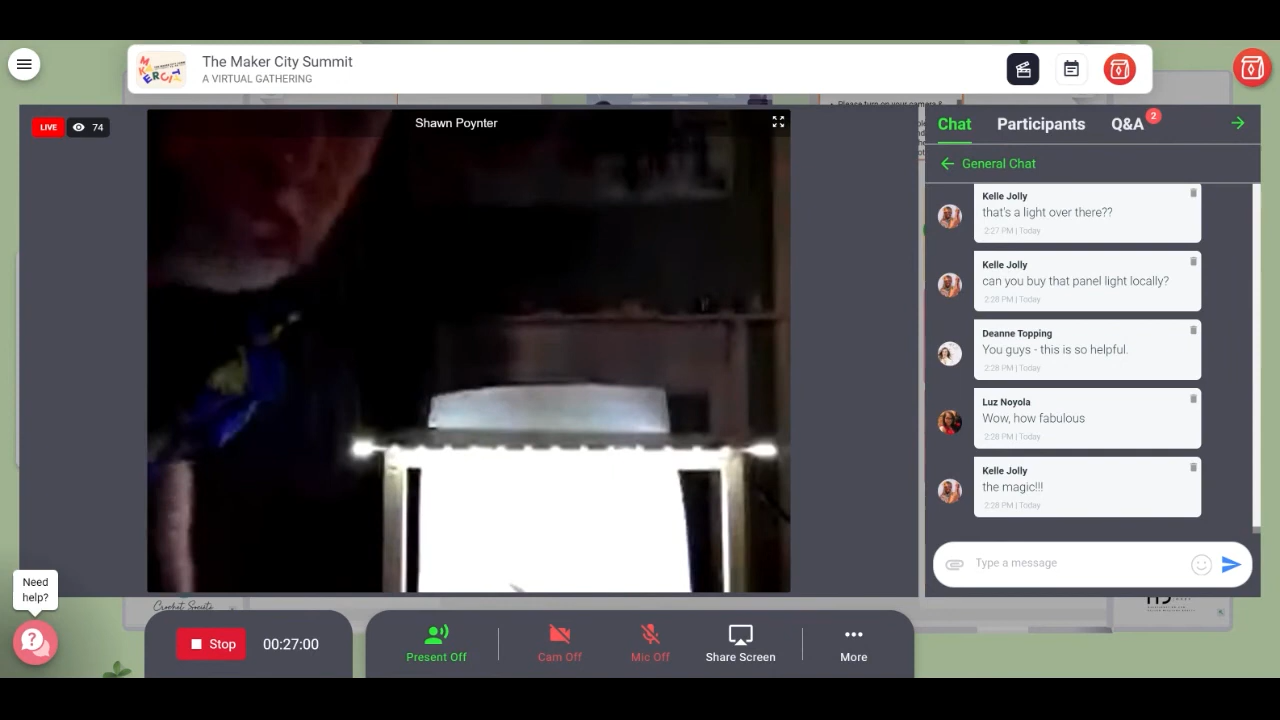 The Maker City Summit
A VIRTUAL GATHERING
MAKERCITY
LIVE
74
Shawn Poynter
Chat
Participants
Q&A
2
General Chat
Kelle Jolly
that's a light over there??
2:27 PM | Today
Kelle Jolly
can you buy that panel light locally?
2:28 PM | Today
Deanne Topping
You guys - this is so helpful.
2:28 PM | Today
Luz Noyola
Wow, how fabulous
2:28 PM | Today
Kelle Jolly
the magic!!!
2:28 PM | Today
Type a message
Need
help?
Crochet Society
Stop
00:27:00
Present Off
Cam Off
Mic Off
Share Screen
More